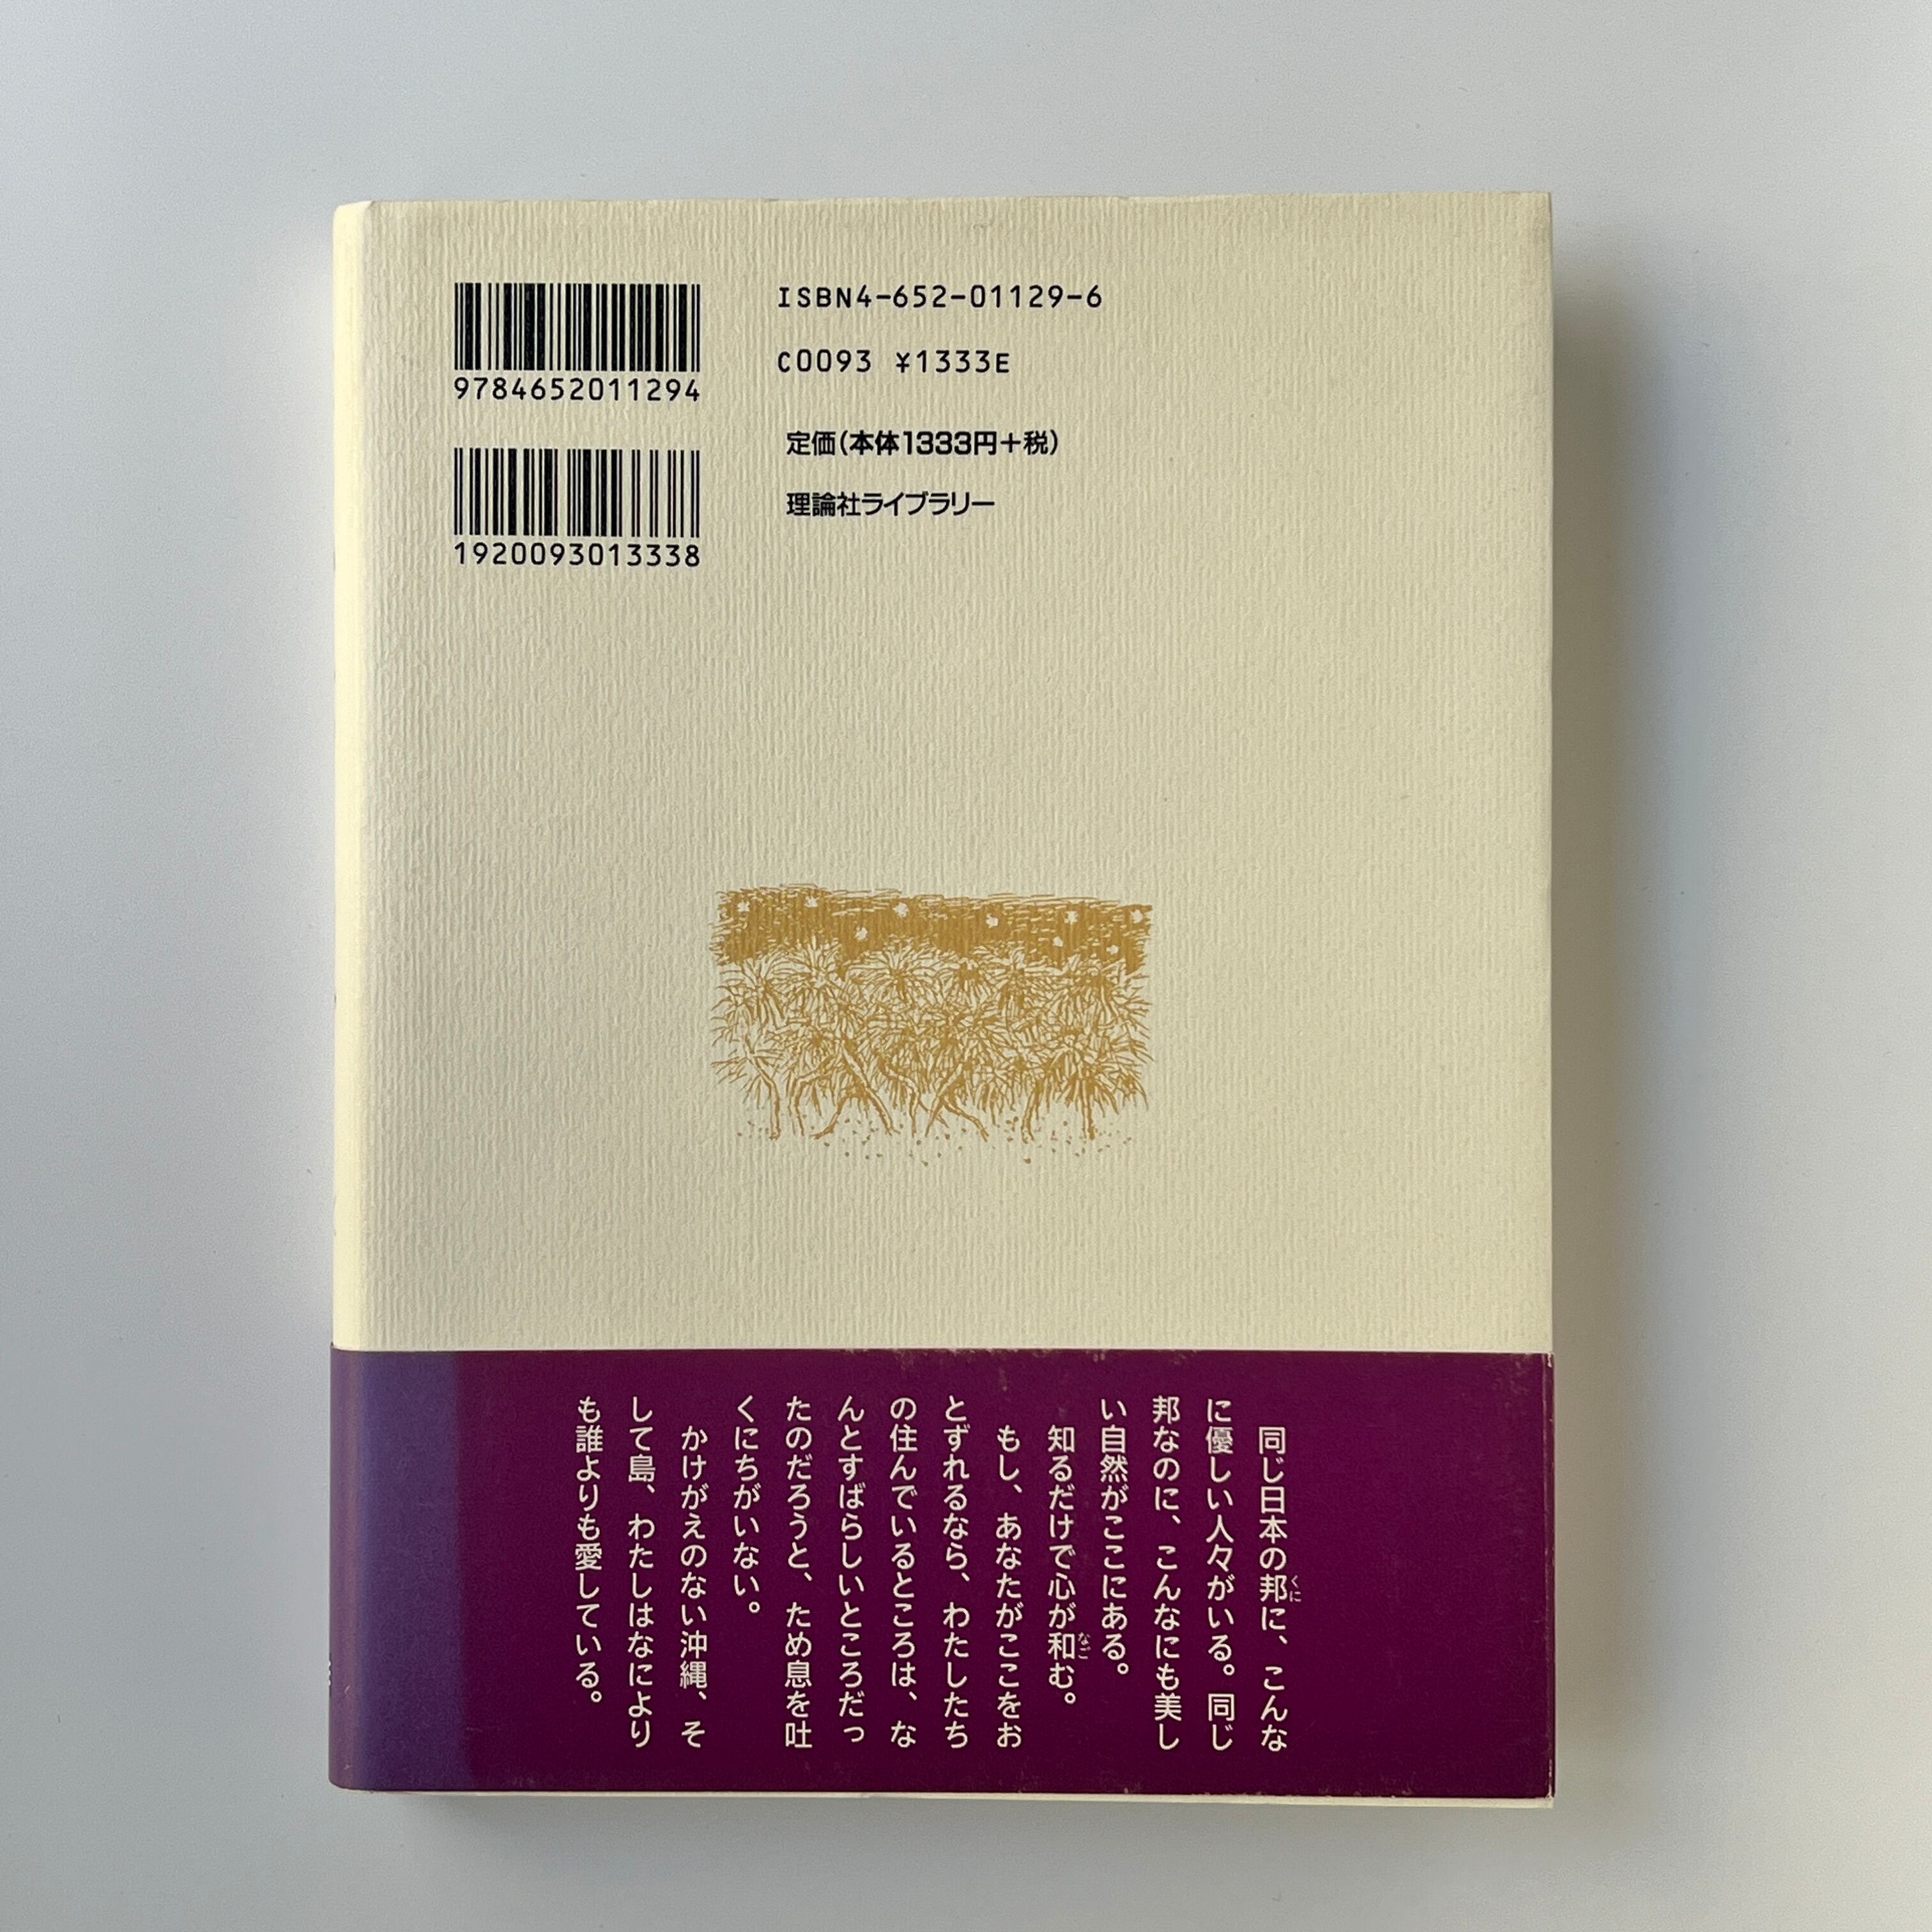 9784652011294
1920093013338
ISBN4-652-01129-6
C0093 ¥1333E
定価(本体1333円+税)
理論社ライブラリー
同じ日本の邦に、こんな
に優しい人々がいる。同じ
邦なのに、こんなにも美し
い自然がここにある。
知るだけで心が和む。
もし、あなたがここをお
とずれるなら、わたしたち
の住んでいるところは、な
んとすばらしいところだっ
たのだろうと、ため息を吐
くにちがいない。
かけがえのない沖縄、そ
して島、わたしはなにより
も誰よりも愛している。